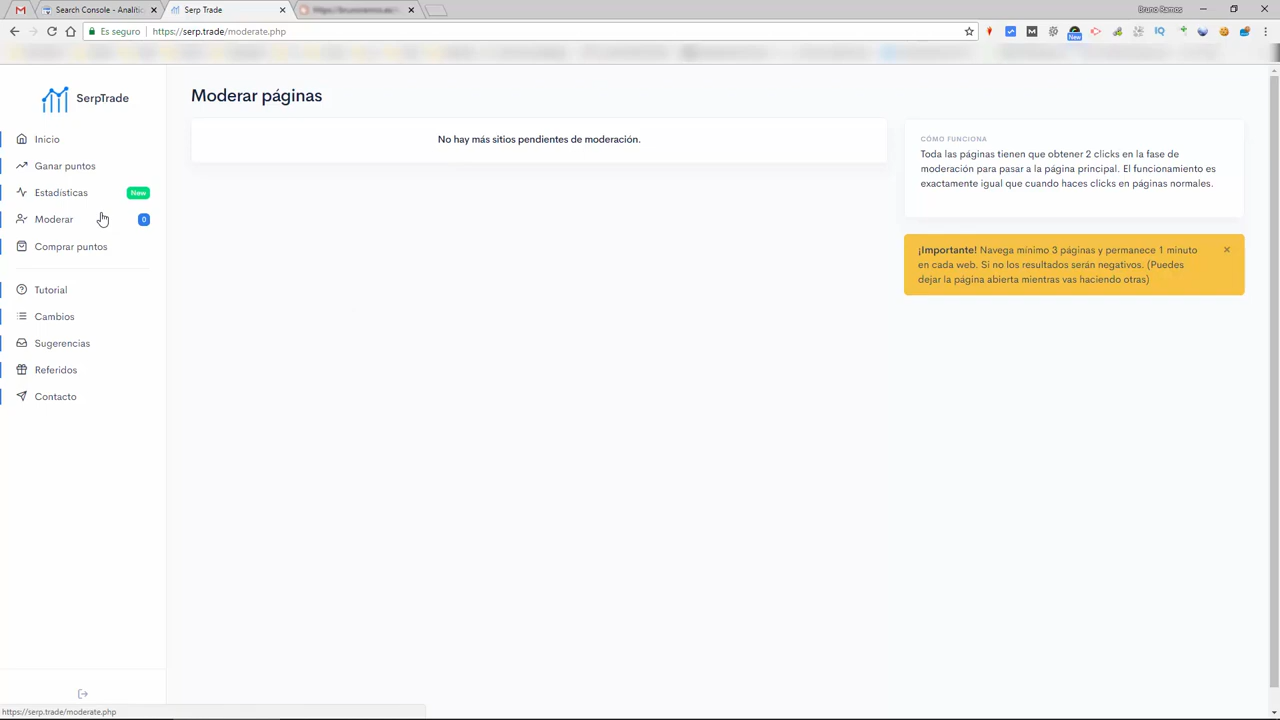 Search Console - Analític
Serp Trade
Bruno Ramos
Es seguro
https://serp.trade/moderate.php
New
SerpTrade
Inicio
Ganar puntos
Estadísticas New
Moderar 0
Comprar puntos
Tutorial
Cambios
Sugerencias
Referidos
Contacto
Moderar páginas
No hay más sitios pendientes de moderación.
CÓMO FUNCIONA
Toda las páginas tienen que obtener 2 clicks en la fase de
moderación para pasar a la página principal. El funcionamiento es
exactamente igual que cuando haces clicks en páginas normales.
¡Importante! Navega mínimo 3 páginas y permanece 1 minuto
en cada web. Si no los resultados serán negativos. (Puedes
dejar la página abierta mientras vas haciendo otras)
https://serp.trade/moderate.php